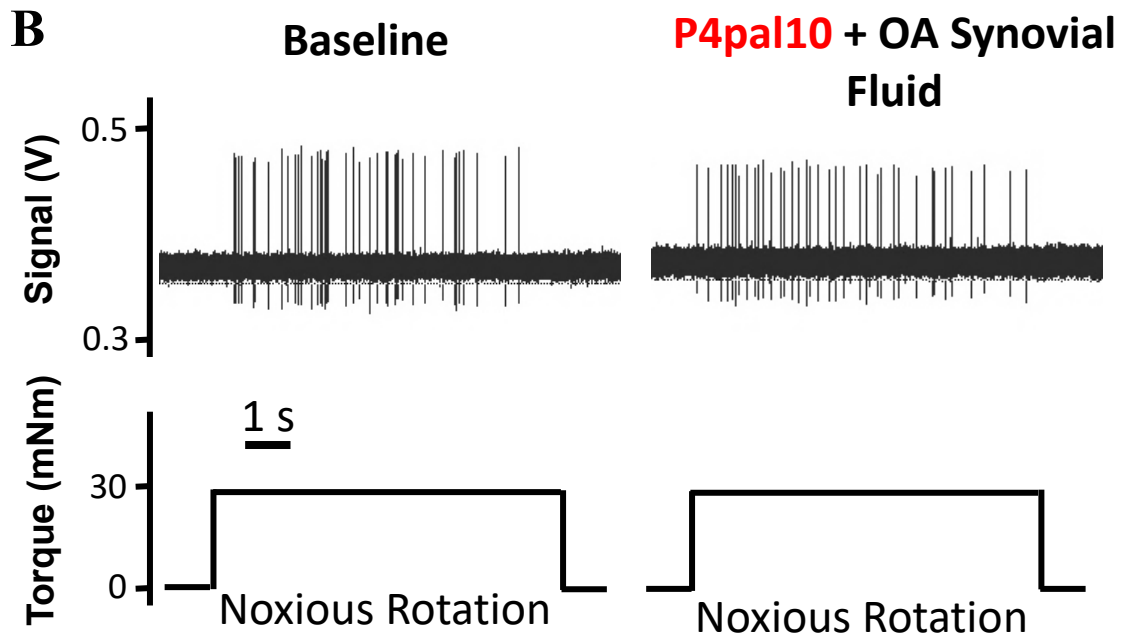 B
Baseline
P4pal10 + OA Synovial
Fluid
Signal (V)
0.5
0.3
Torque (mNm)
30
0
1 s
Noxious Rotation
Noxious Rotation